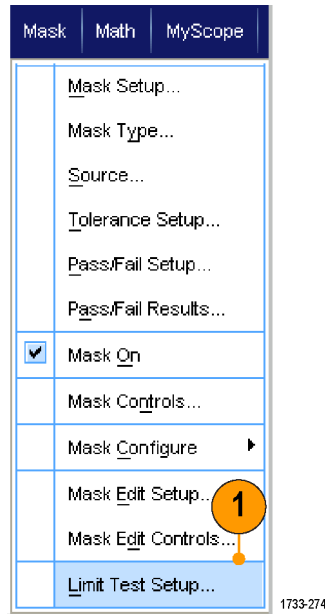 Mask Math MyScope
Mask Setup...
Mask Type...
Source...
Tolerance Setup...
Pass/Fail Setup...
Pass/Fail Results...
Mask On
Mask Controls...
Mask Configure
Mask Edit Setup...
1
Mask Edit Controls...
Limit Test Setup...
1733-274